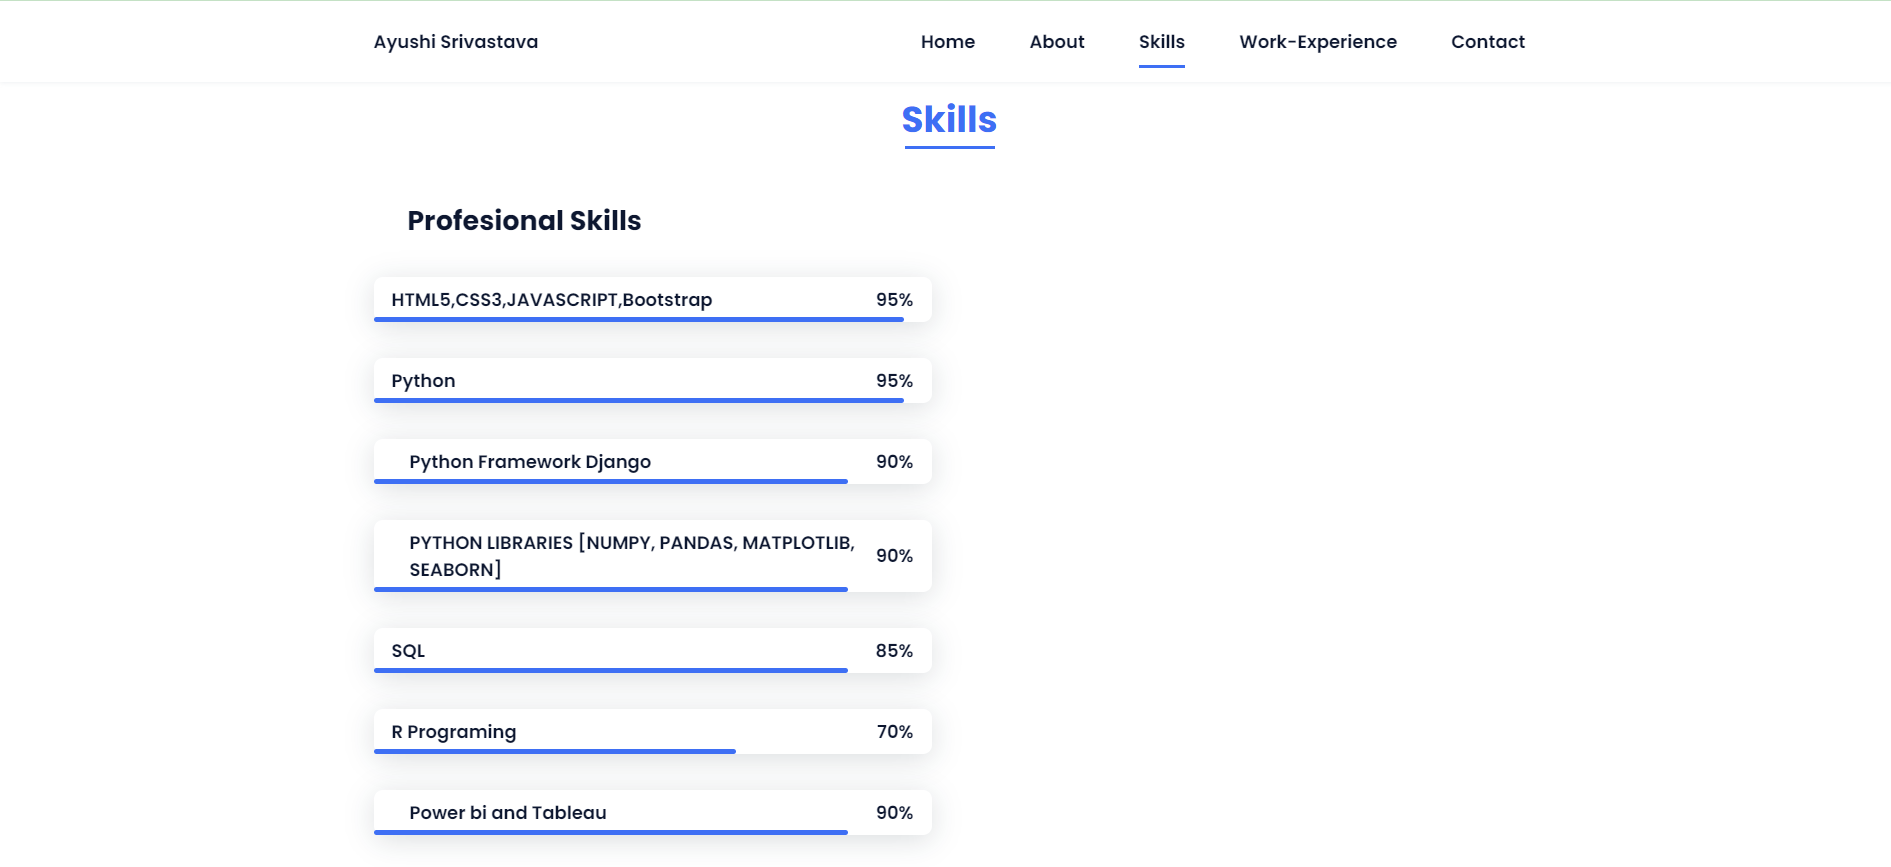 Ayushi Srivastava Home About Skills Work-Experience Contact
Skills
Profesional Skills
HTML5,CSS3,JAVASCRIPT,Bootstrap 95%
Python 95%
Python Framework Django 90%
PYTHON LIBRARIES [NUMPY, PANDAS, MATPLOTLIB,
SEABORN] 90%
SQL 85%
R Programing 70%
Power bi and Tableau 90%